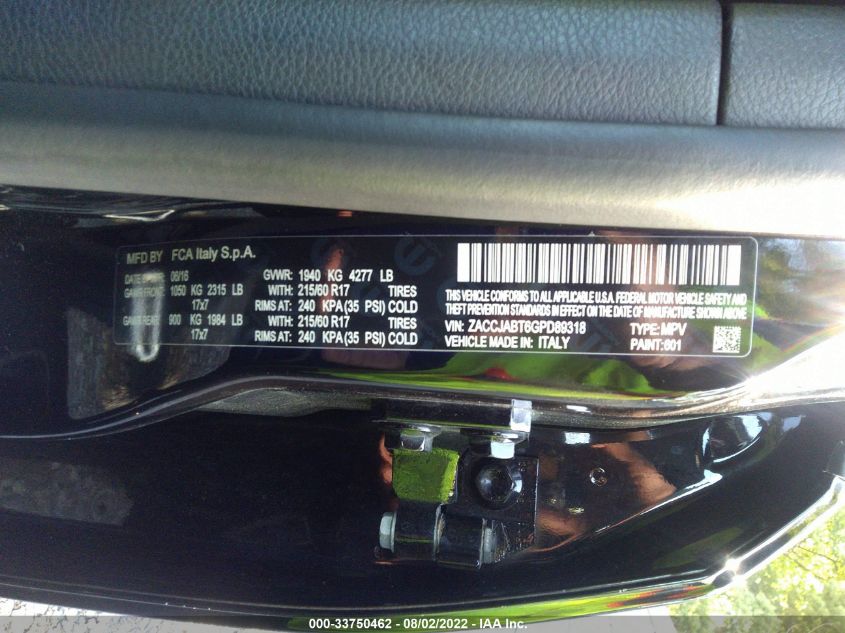 MFD BY FCA Italy S.p.A.
06/16 GVWR: 1940 KG 4277 LB
GAWR FRONT: 1050 KG 2315 LB WITH: 215/60 R17 TIRES
17x7 RIMS AT: 240 KPA (35 PSI) COLD
GAWR REAR: 900 KG 1984 LB WITH: 215/60 R17 TIRES
17x7 RIMS AT: 240 KPA (35 PSI) COLD
THIS VEHICLE CONFORMS TO ALL APPLICABLE U.S.A. FEDERAL MOTOR VEHICLE SAFETY AND
THEFT PREVENTION STANDARDS IN EFFECT ON THE DATE OF MANUFACTURE SHOWN ABOVE
VIN: ZACCJABT6GPD89318 TYPE: MPV
VEHICLE MADE IN: ITALY PAINT: 601
000-33750462 - 08/02/2022 - IAA Inc.